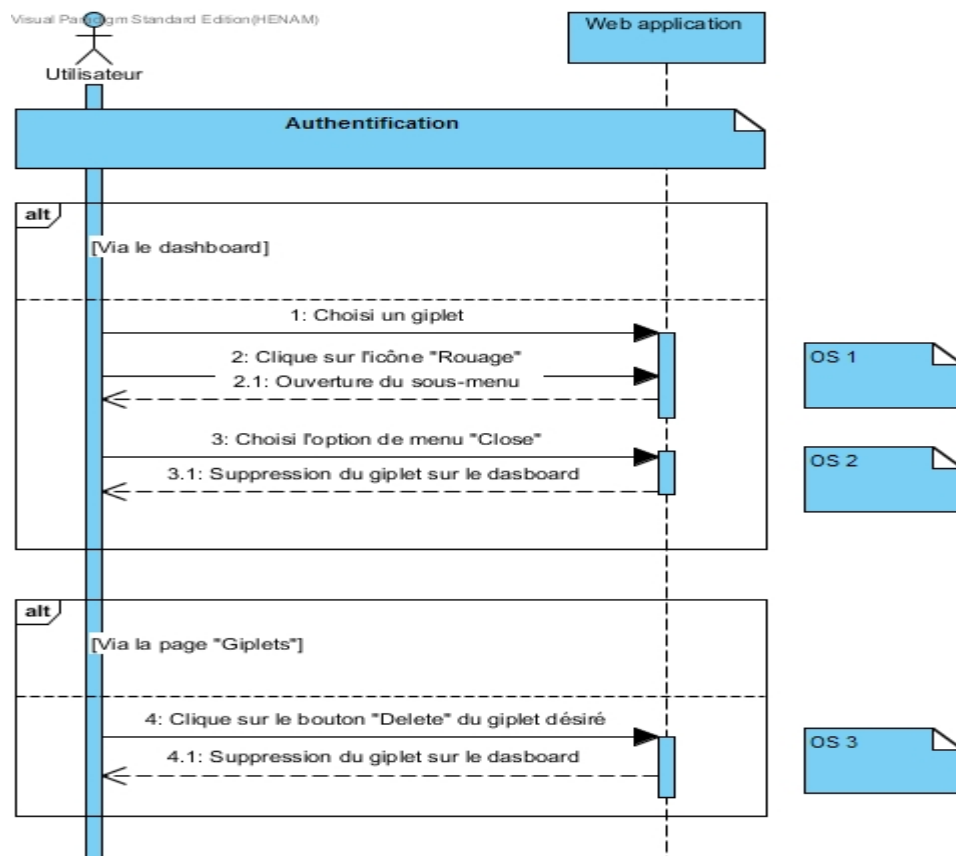 Visual Paradigm Standard Edition(HENAM)
Web application
Utilisateur
Authentification
alt
[Via le dashboard]
1: Choisi un giplet
2: Clique sur l'icône "Rouage"
OS 1
2.1: Ouverture du sous-menu
3: Choisi l'option de menu "Close"
OS 2
3.1: Suppression du giplet sur le dasboard
alt
[Via la page "Giplets"]
4: Clique sur le bouton "Delete" du giplet désiré
OS 3
4.1: Suppression du giplet sur le dasboard